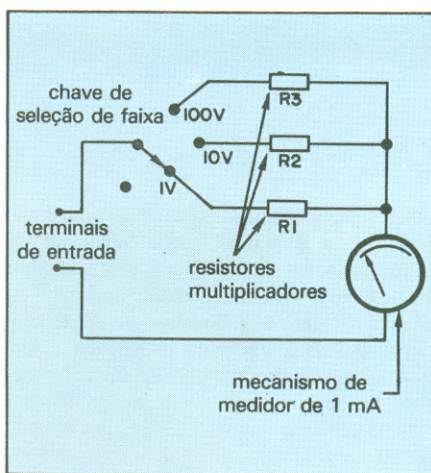 chave de
seleção de faixa
100V
R3
10V
R2
1V
R1
terminais
de entrada
resistores
multiplicadores
mecanismo de
medidor de 1 mA